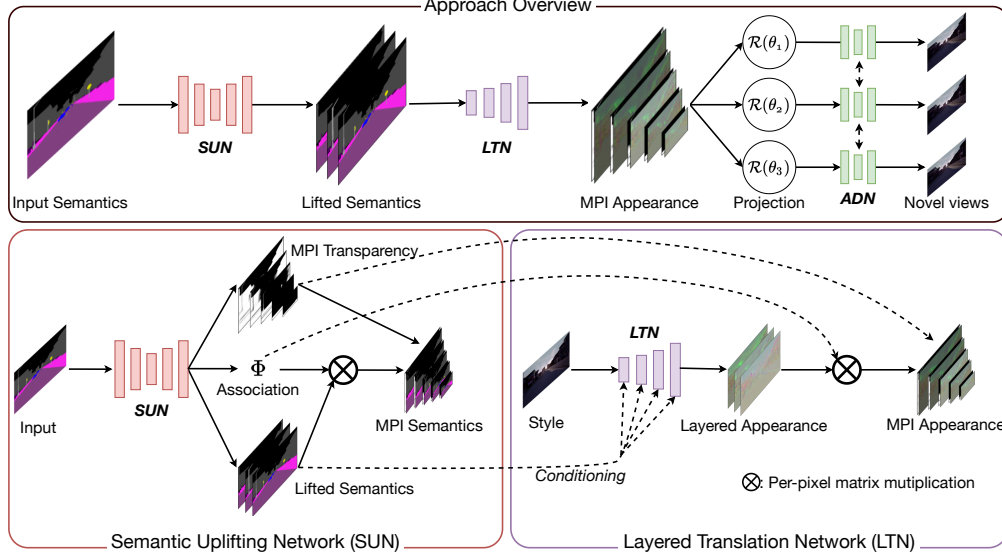 Approach Overview
SUN
LTN
R(θ₁)
R(θ₂)
R(θ₃)
Input Semantics
Lifted Semantics
MPI Appearance
Projection
ADN
Novel views
MPI Transparency
SUN
Φ
Association
Input
MPI Semantics
Lifted Semantics
Semantic Uplifting Network (SUN)
LTN
Style
Layered Appearance
MPI Appearance
Conditioning
⊗: Per-pixel matrix mutiplication
Layered Translation Network (LTN)